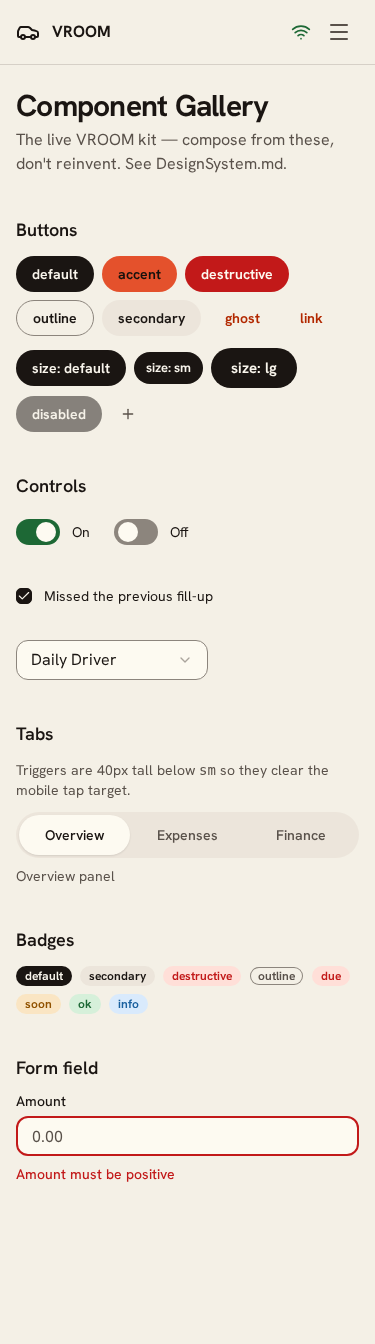 VROOM
Component Gallery
The live VROOM kit — compose from these,
don't reinvent. See DesignSystem.md.
Buttons
default accent destructive
outline secondary ghost link
size: default size: sm size: lg
disabled +
Controls
On Off
Missed the previous fill-up
Daily Driver
Tabs
Triggers are 40px tall below sm so they clear the
mobile tap target.
Overview Expenses Finance
Overview panel
Badges
default secondary destructive outline due
soon ok info
Form field
Amount
0.00
Amount must be positive